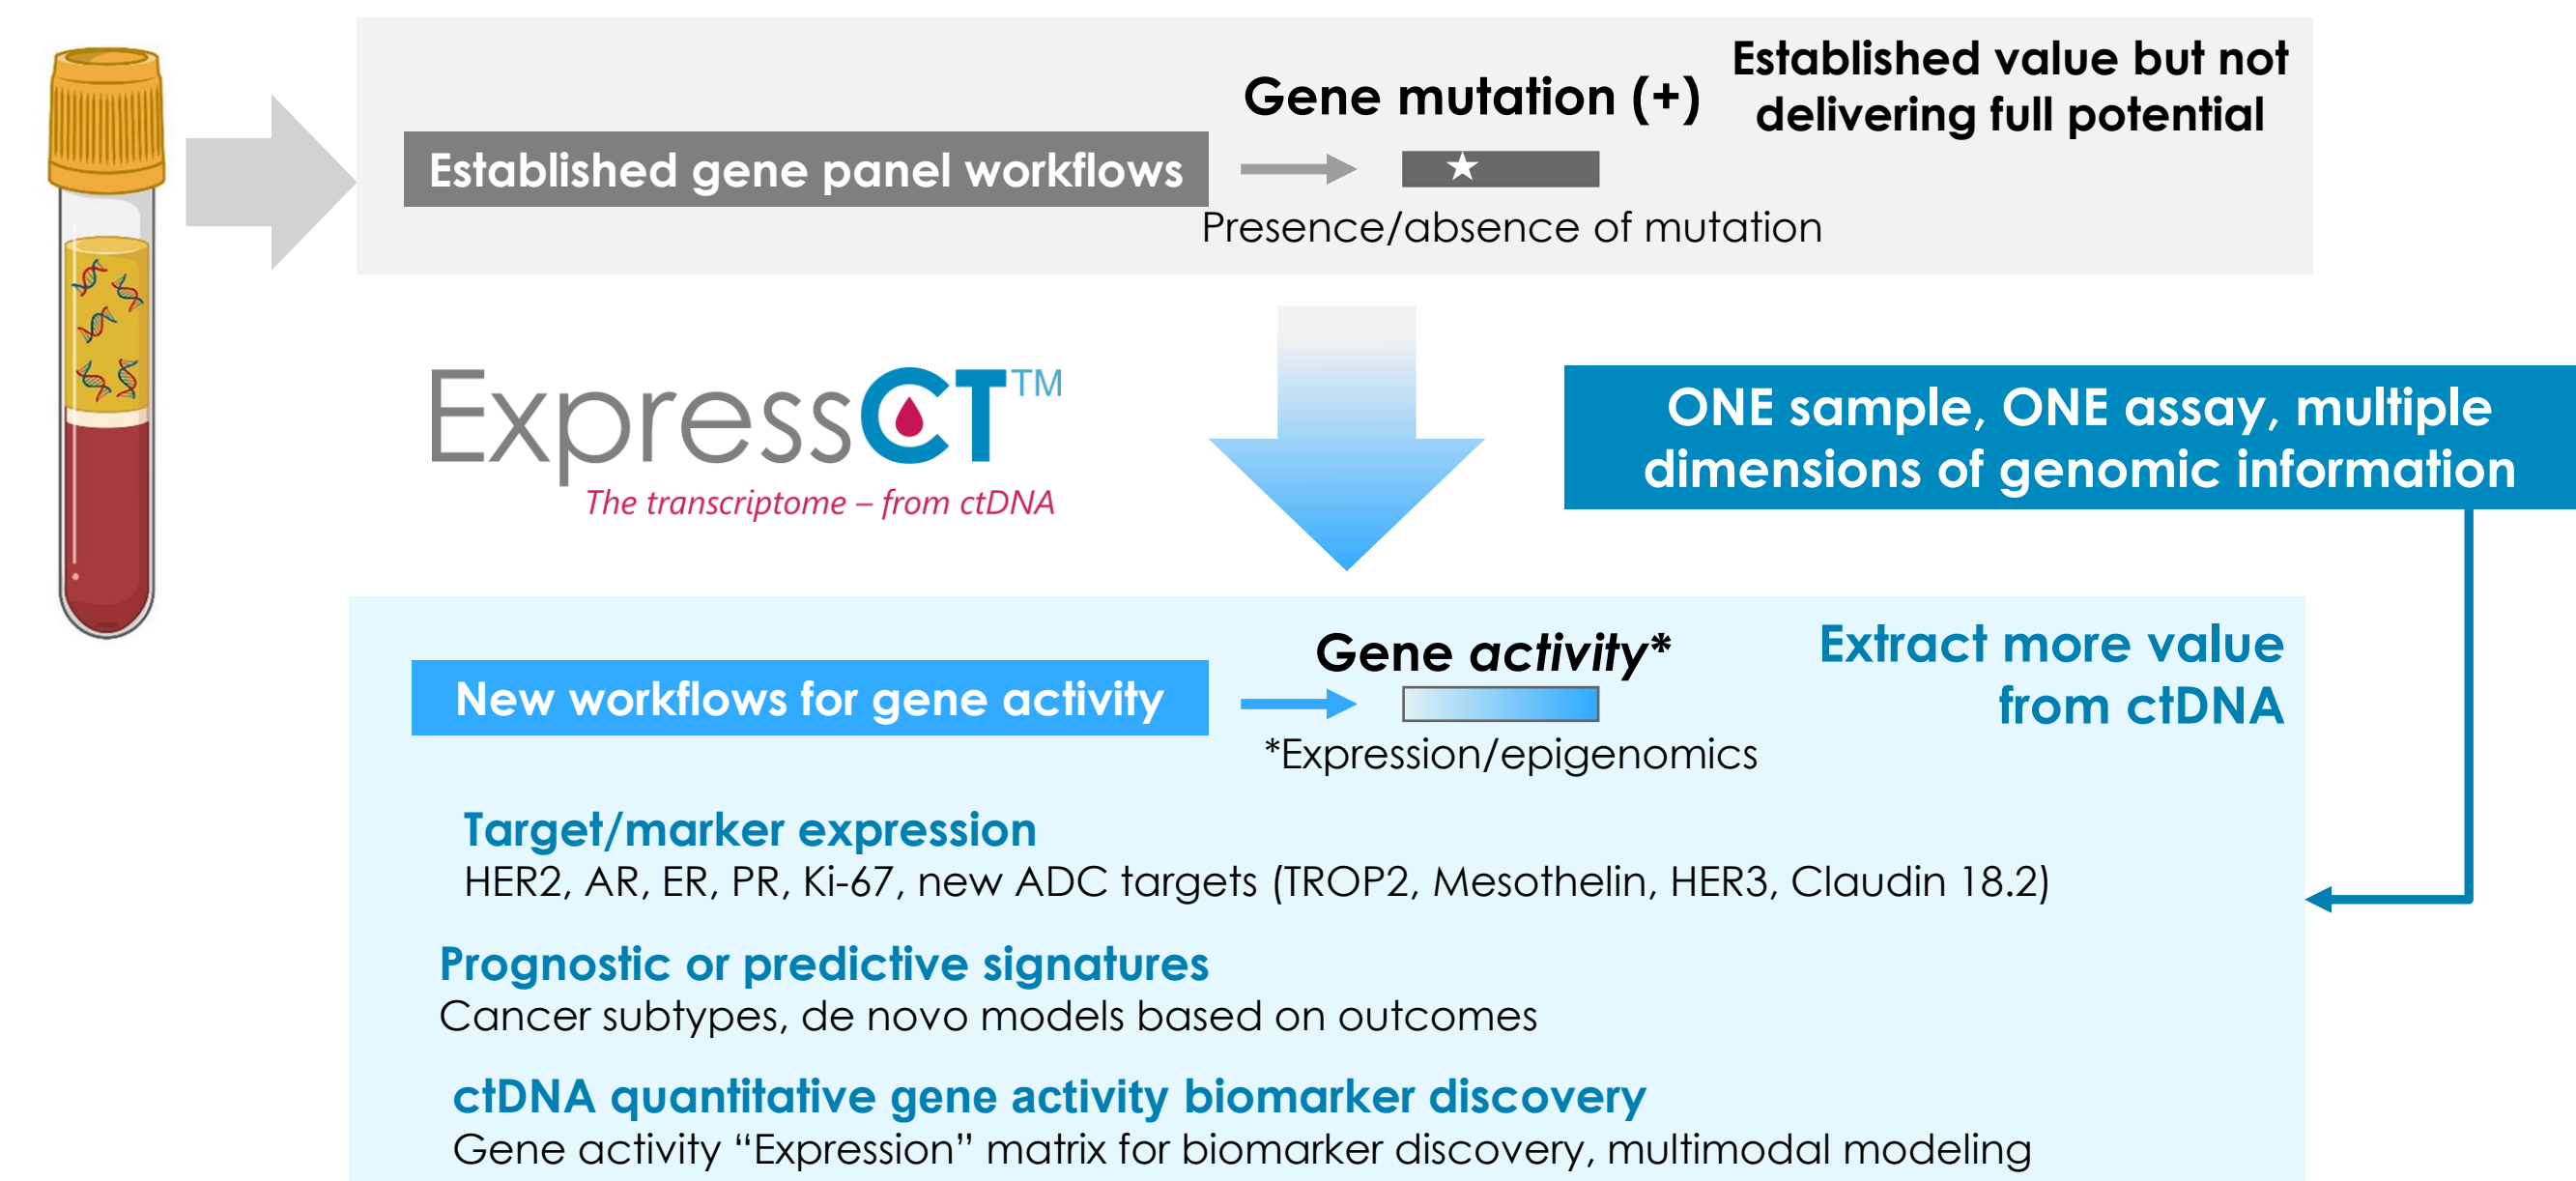 Established value but not
delivering full potential
Gene mutation (+)
Established gene panel workflows
Presence/absence of mutation
ExpressCT™
The transcriptome – from ctDNA
ONE sample, ONE assay, multiple
dimensions of genomic information
Gene activity*
Extract more value
from ctDNA
New workflows for gene activity
*Expression/epigenomics
Target/marker expression
HER2, AR, ER, PR, Ki-67, new ADC targets (TROP2, Mesothelin, HER3, Claudin 18.2)
Prognostic or predictive signatures
Cancer subtypes, de novo models based on outcomes
ctDNA quantitative gene activity biomarker discovery
Gene activity “Expression” matrix for biomarker discovery, multimodal modeling